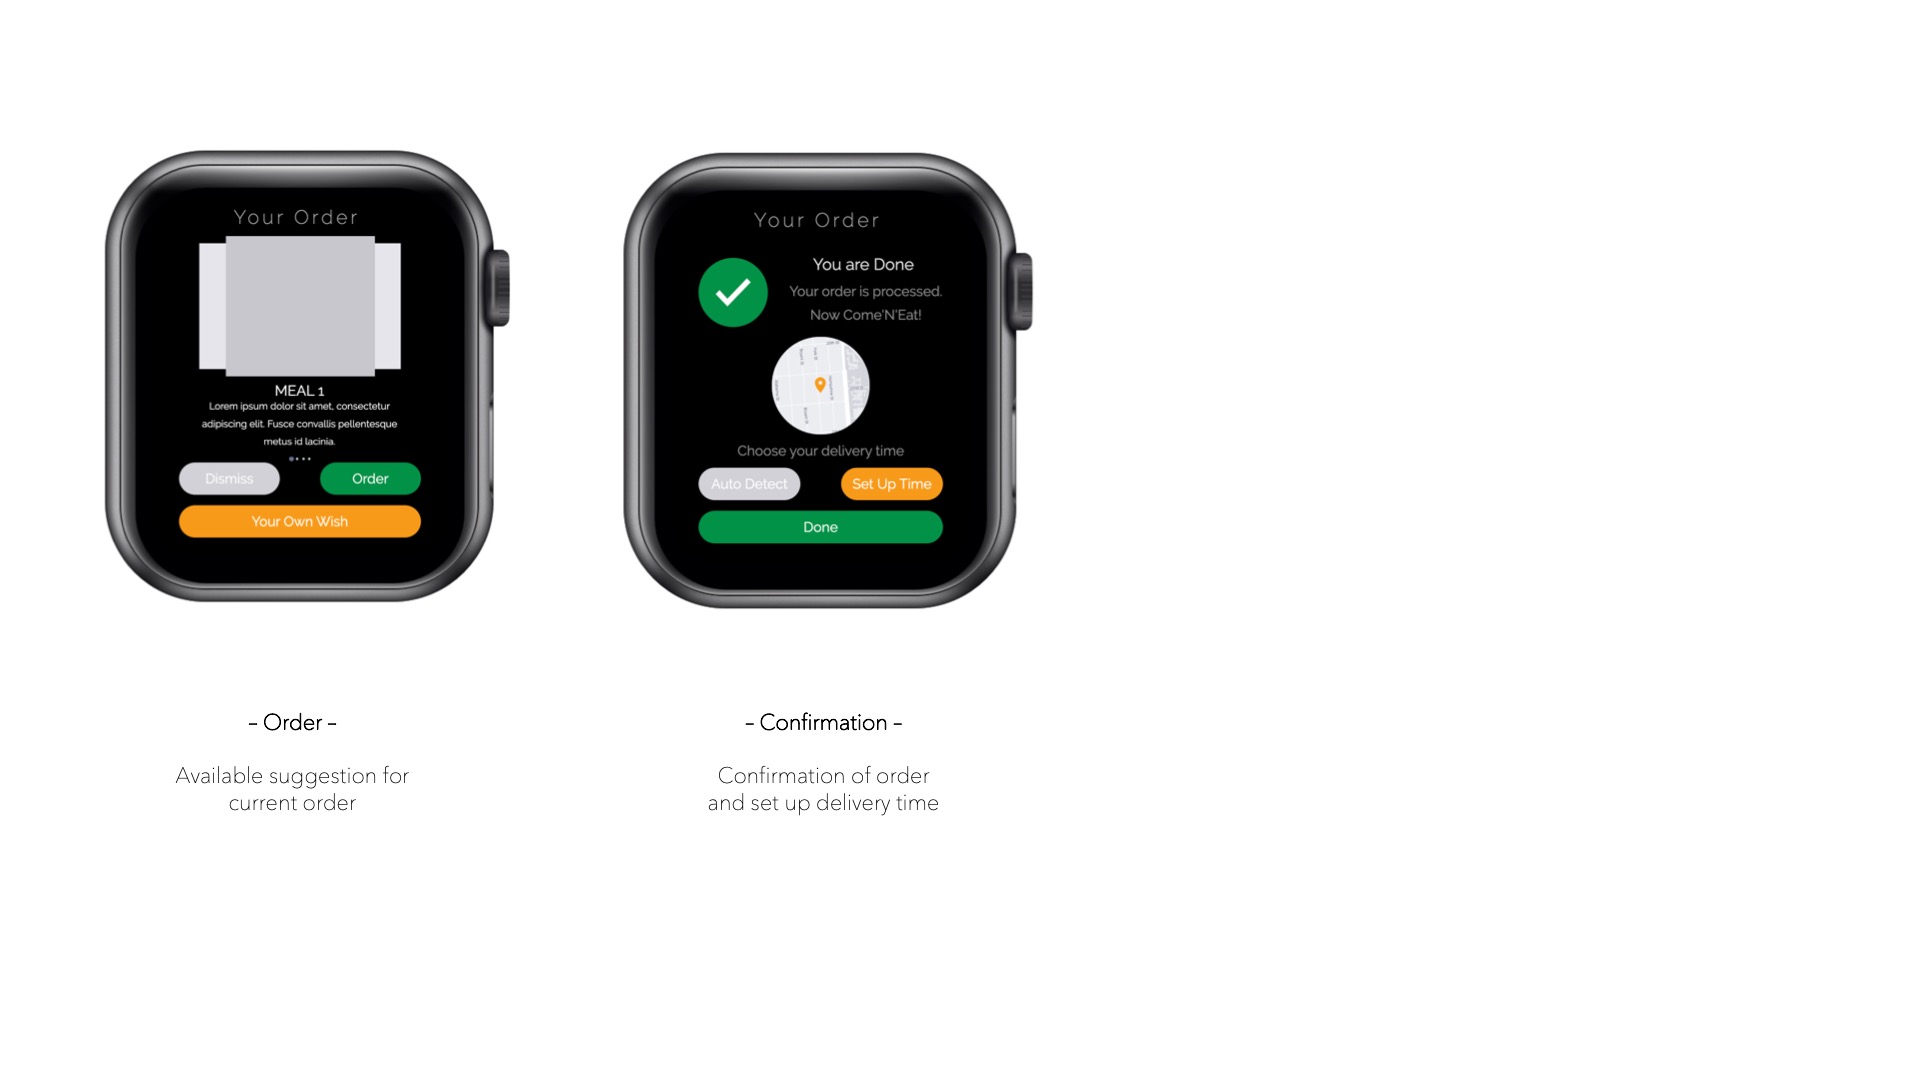 Your Order
MEAL 1
Lorem ipsum dolor sit amet, consectetur
adipiscing elit. Fusce convallis pellentesque
metus id lacinia.
Dismiss
Order
Your Own Wish
Your Order
You are Done
Your order is processed.
Now Come'N'Eat!
Choose your delivery time
Auto Detect
Set Up Time
Done
– Order –
Available suggestion for
current order
– Confirmation –
Confirmation of order
and set up delivery time